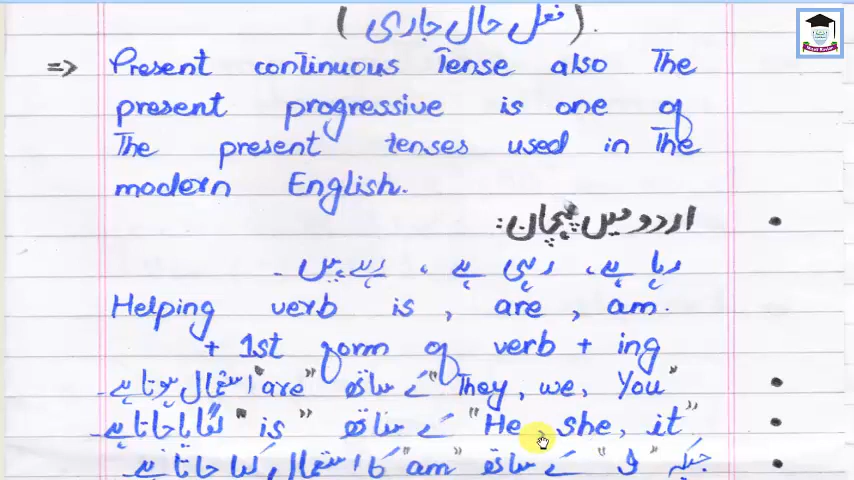 (فعل حال جاری).
=> Present continuous Tense also The
present progressive is one of
The present tenses used in The
modern English.
• اردو میں پہچان:
رہا ہے، رہی ہے، رہے ہیں۔
Helping verb is, are, am.
+ 1st form of verb + ing
• "They, we, You" کے ساتھ "are" استعمال ہوتا ہے۔
• "He, she, it" کے ساتھ "is" لگایا جاتا ہے۔
• جبکہ "I" کے ساتھ "am" کا استعمال کیا جاتا ہے۔